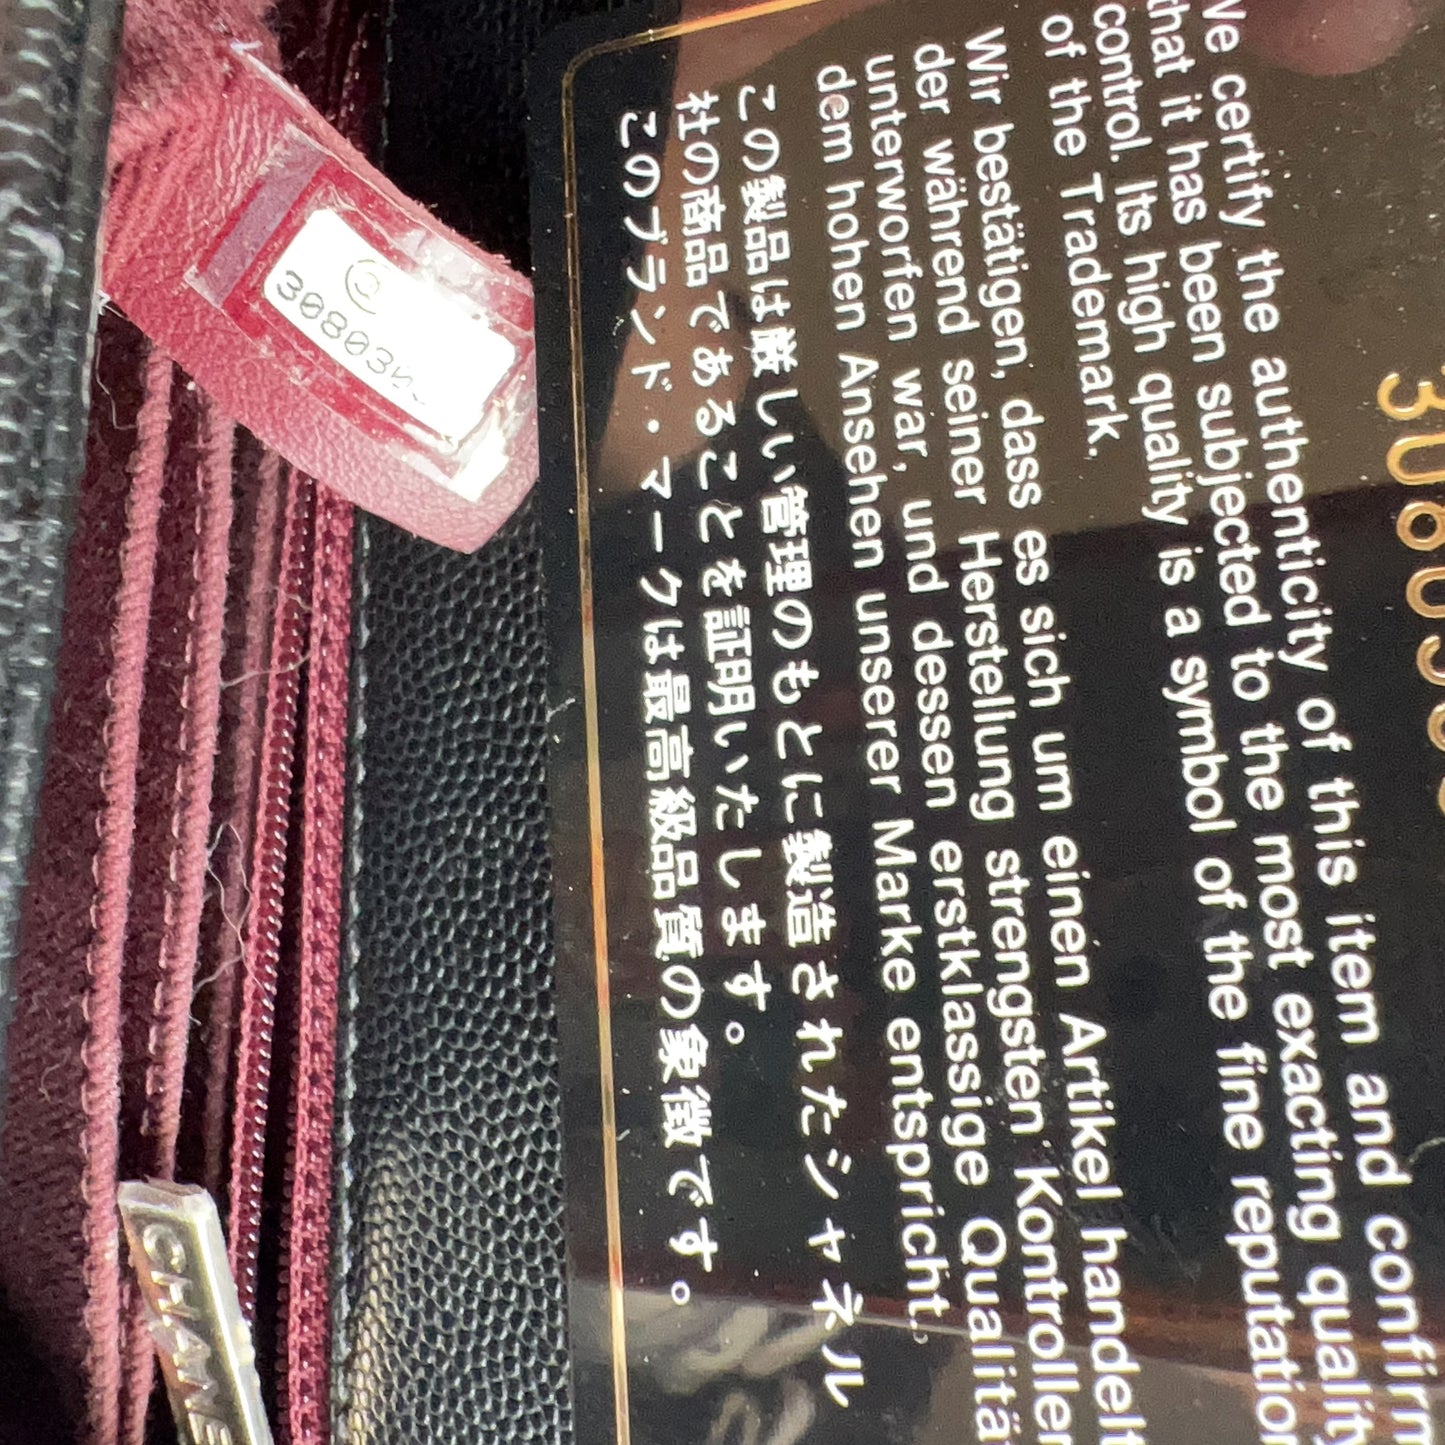 30803
We certify the authenticity of this item and confirm
that it has been subjected to the most exacting quality
control. Its high quality is a symbol of the fine reputation
of the Trademark.
Wir bestätigen, dass es sich um einen Artikel handelt
der während seiner Herstellung strengsten Kontrollen
unterworfen war, und dessen erstklassige Qualität
dem hohen Ansehen unserer Marke entspricht.
この製品は厳しい管理のもとに製造されたシャネル
社の商品であることを証明いたします。
このブランド・マークは最高級品質の象徴です。
CHANEL